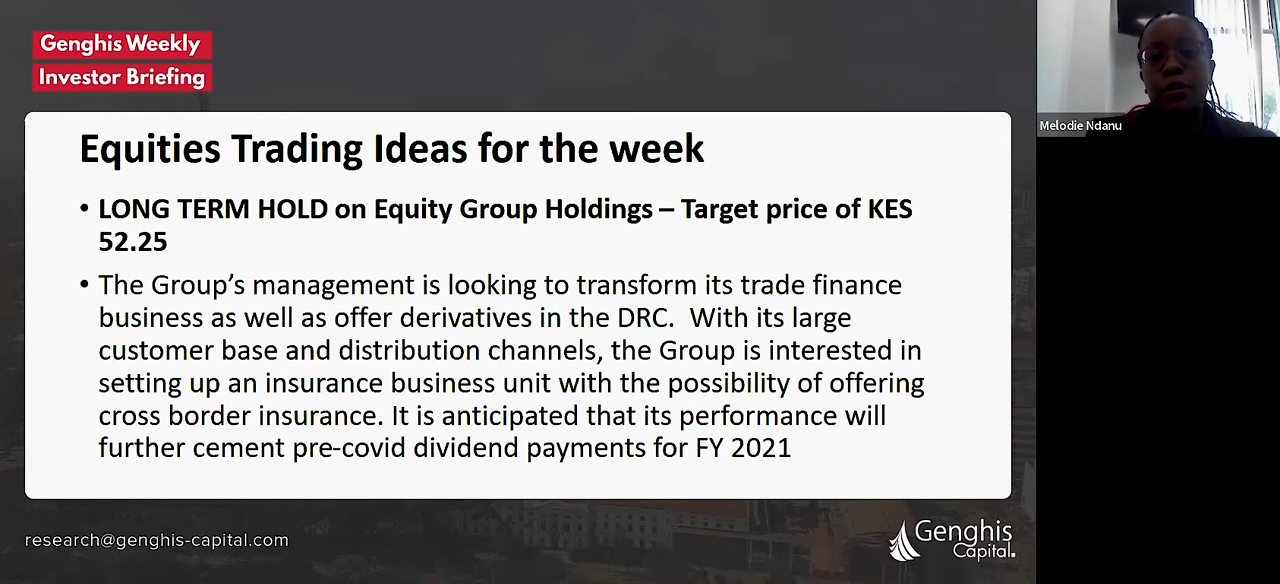 Genghis Weekly
Investor Briefing
Equities Trading Ideas for the week
• LONG TERM HOLD on Equity Group Holdings – Target price of KES
52.25
• The Group’s management is looking to transform its trade finance
business as well as offer derivatives in the DRC.  With its large
customer base and distribution channels, the Group is interested in
setting up an insurance business unit with the possibility of offering
cross border insurance. It is anticipated that its performance will
further cement pre-covid dividend payments for FY 2021
research@genghis-capital.com
Genghis
Capital.
Melodie Ndanu